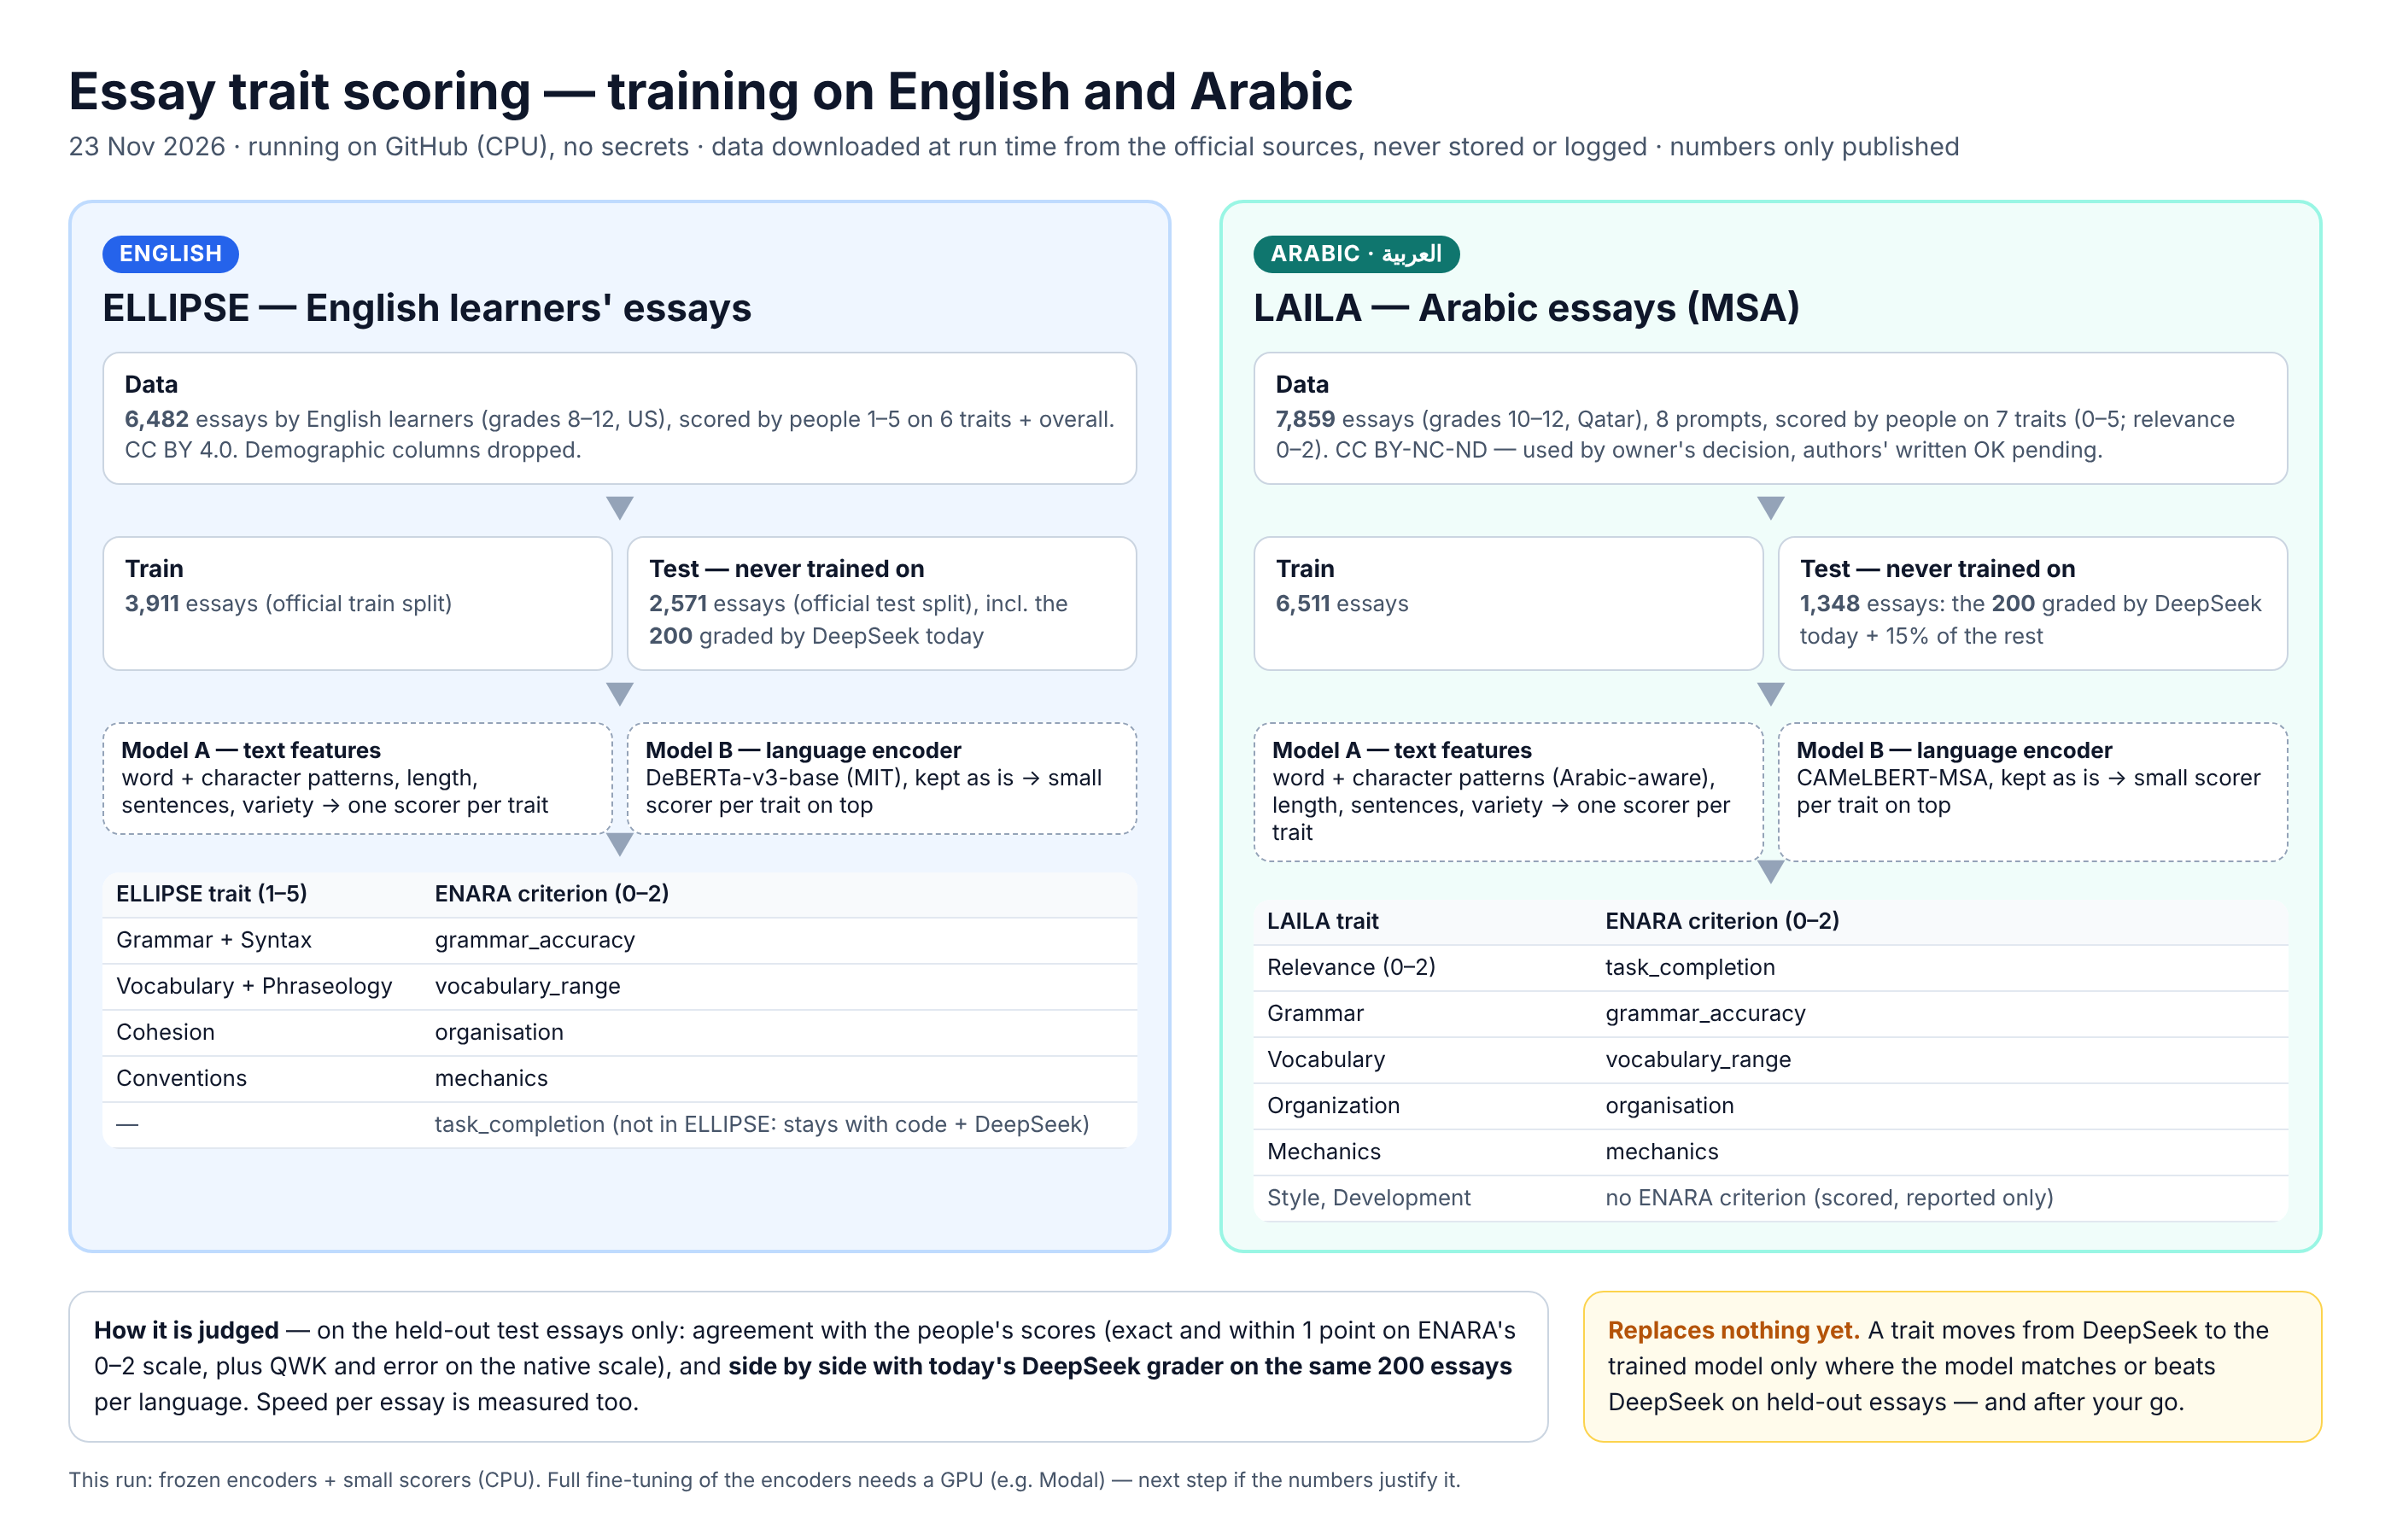 Essay trait scoring — training on English and Arabic
23 Nov 2026 · running on GitHub (CPU), no secrets · data downloaded at run time from the official sources, never stored or logged · numbers only published
ENGLISH
ELLIPSE — English learners' essays
Data
6,482 essays by English learners (grades 8–12, US), scored by people 1–5 on 6 traits + overall.
CC BY 4.0. Demographic columns dropped.
Train
3,911 essays (official train split)
Test — never trained on
2,571 essays (official test split), incl. the
200 graded by DeepSeek today
Model A — text features
word + character patterns, length,
sentences, variety → one scorer per trait
Model B — language encoder
DeBERTa-v3-base (MIT), kept as is → small
scorer per trait on top
ELLIPSE trait (1–5) ENARA criterion (0–2)
Grammar + Syntax grammar_accuracy
Vocabulary + Phraseology vocabulary_range
Cohesion organisation
Conventions mechanics
— task_completion (not in ELLIPSE: stays with code + DeepSeek)
ARABIC · العربية
LAILA — Arabic essays (MSA)
Data
7,859 essays (grades 10–12, Qatar), 8 prompts, scored by people on 7 traits (0–5; relevance
0–2). CC BY-NC-ND — used by owner's decision, authors' written OK pending.
Train
6,511 essays
Test — never trained on
1,348 essays: the 200 graded by DeepSeek
today + 15% of the rest
Model A — text features
word + character patterns (Arabic-aware),
length, sentences, variety → one scorer per
trait
Model B — language encoder
CAMeLBERT-MSA, kept as is → small scorer
per trait on top
LAILA trait ENARA criterion (0–2)
Relevance (0–2) task_completion
Grammar grammar_accuracy
Vocabulary vocabulary_range
Organization organisation
Mechanics mechanics
Style, Development no ENARA criterion (scored, reported only)
How it is judged — on the held-out test essays only: agreement with the people's scores (exact and within 1 point on ENARA's
0–2 scale, plus QWK and error on the native scale), and side by side with today's DeepSeek grader on the same 200 essays
per language. Speed per essay is measured too.
Replaces nothing yet. A trait moves from DeepSeek to the
trained model only where the model matches or beats
DeepSeek on held-out essays — and after your go.
This run: frozen encoders + small scorers (CPU). Full fine-tuning of the encoders needs a GPU (e.g. Modal) — next step if the numbers justify it.